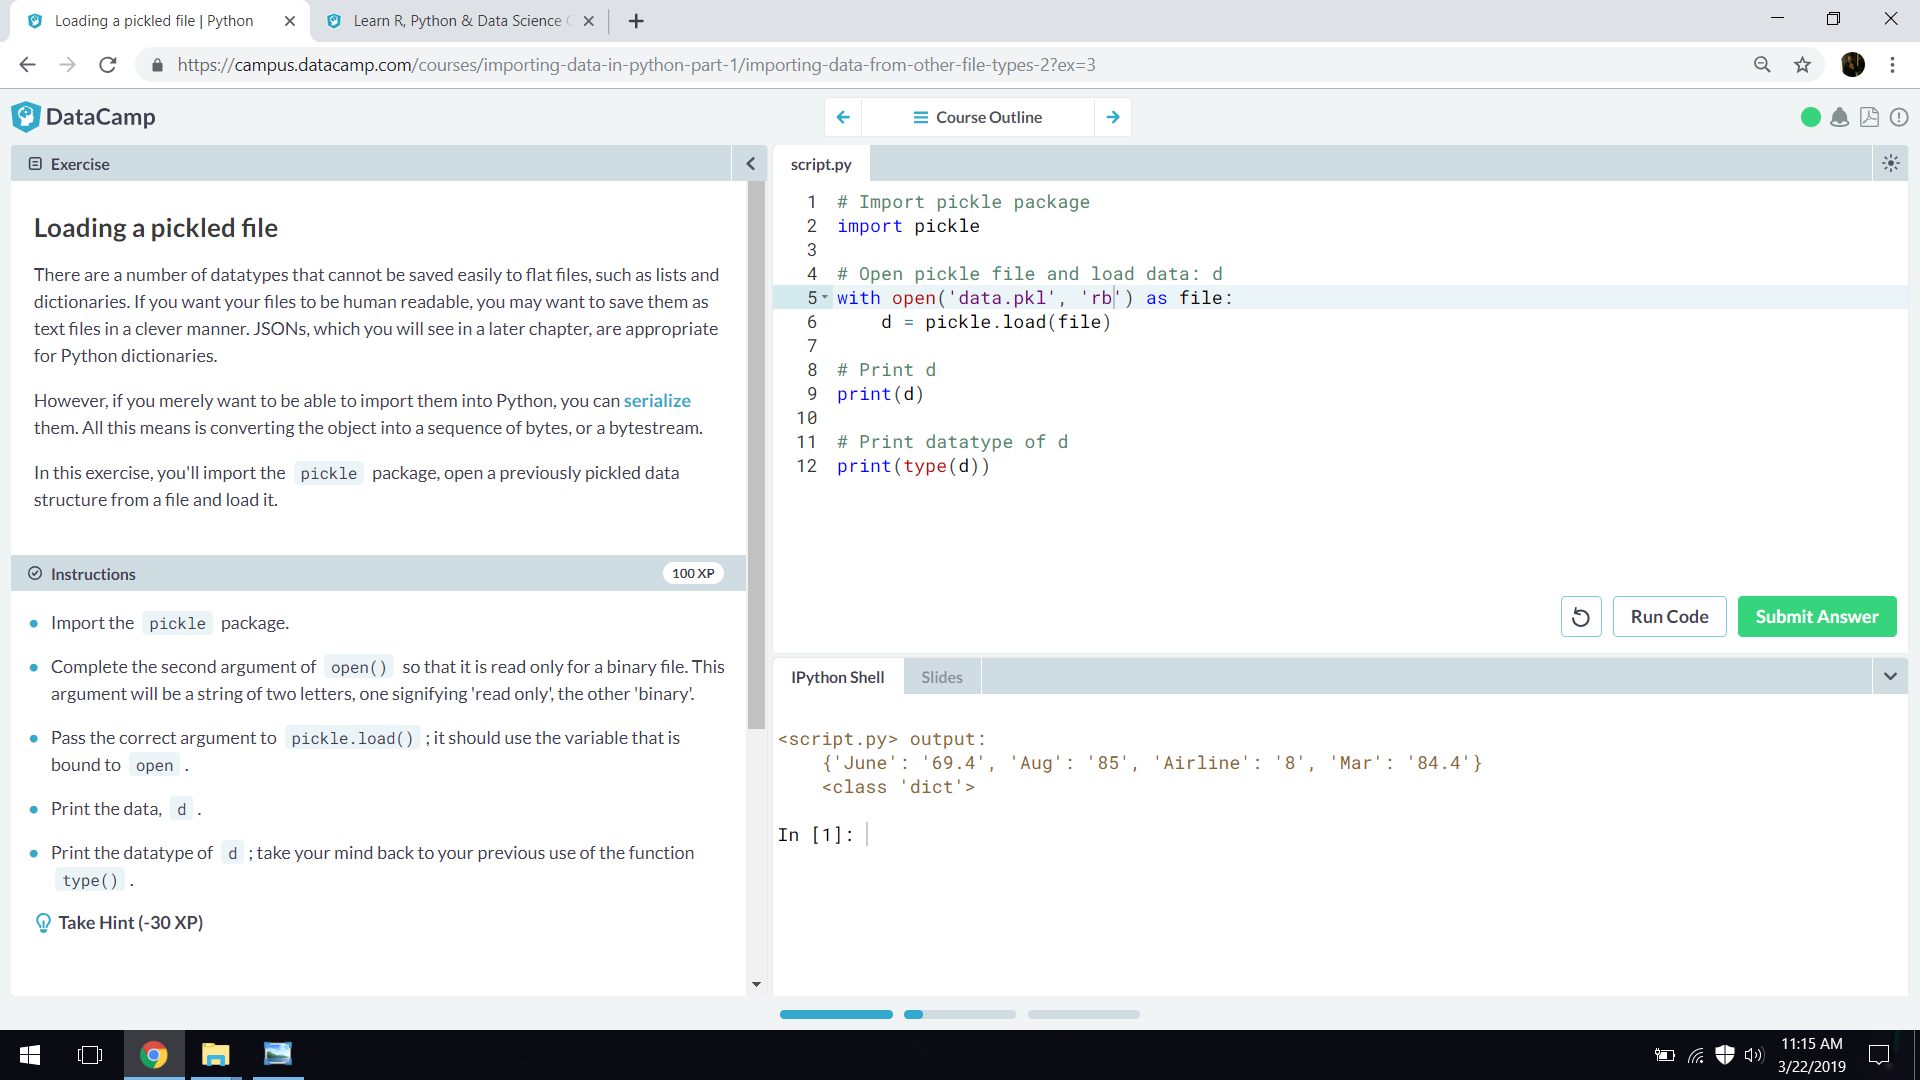 Loading a pickled file | Python
Learn R, Python & Data Science
https://campus.datacamp.com/courses/importing-data-in-python-part-1/importing-data-from-other-file-types-2?ex=3
DataCamp
Course Outline
Exercise
Loading a pickled file
There are a number of datatypes that cannot be saved easily to flat files, such as lists and
dictionaries. If you want your files to be human readable, you may want to save them as
text files in a clever manner. JSONs, which you will see in a later chapter, are appropriate
for Python dictionaries.
However, if you merely want to be able to import them into Python, you can serialize
them. All this means is converting the object into a sequence of bytes, or a bytestream.
In this exercise, you'll import the pickle package, open a previously pickled data
structure from a file and load it.
Instructions
100 XP
Import the pickle package.
Complete the second argument of open() so that it is read only for a binary file. This
argument will be a string of two letters, one signifying 'read only', the other 'binary'.
Pass the correct argument to pickle.load() ; it should use the variable that is
bound to open .
Print the data, d .
Print the datatype of d ; take your mind back to your previous use of the function
type() .
Take Hint (-30 XP)
script.py
1 # Import pickle package
2 import pickle
3
4 # Open pickle file and load data: d
5 with open('data.pkl', 'rb') as file:
6     d = pickle.load(file)
7
8 # Print d
9 print(d)
10
11 # Print datatype of d
12 print(type(d))
Run Code
Submit Answer
IPython Shell
Slides
<script.py> output:
    {'June': '69.4', 'Aug': '85', 'Airline': '8', 'Mar': '84.4'}
    <class 'dict'>
In [1]:
11:15 AM
3/22/2019